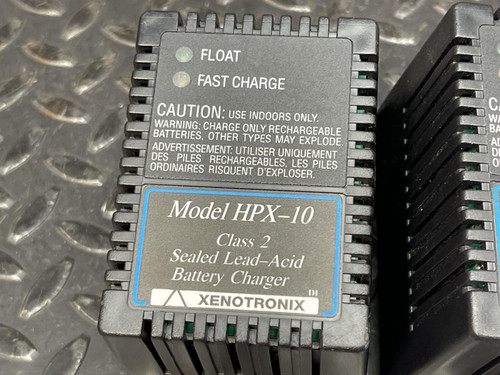 FLOAT
FAST CHARGE
CAUTION: USE INDOORS ONLY.
WARNING: CHARGE ONLY RECHARGEABLE
BATTERIES. OTHER TYPES MAY EXPLODE.
ADVERTISSEMENT: UTILISER UNIQUEMENT
DES PILES RECHARGEABLES. LES PILES
ORDINAIRES RISQUENT D'EXPLOSER.
Model HPX-10
Class 2
Sealed Lead-Acid
Battery Charger
XENOTRONIX